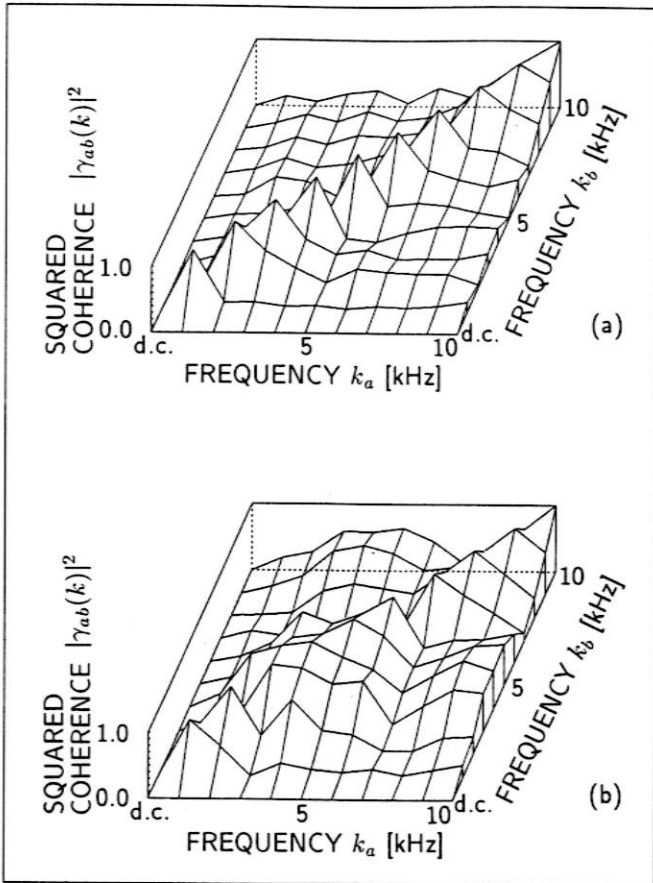 SQUARED
COHERENCE |γab(k)|²
1.0
0.0
d.c.
5
10
d.c.
5
10
FREQUENCY ka [kHz]
FREQUENCY kb [kHz]
(a)
SQUARED
COHERENCE |γab(k)|²
1.0
0.0
d.c.
5
10
d.c.
5
10
FREQUENCY ka [kHz]
FREQUENCY kb [kHz]
(b)